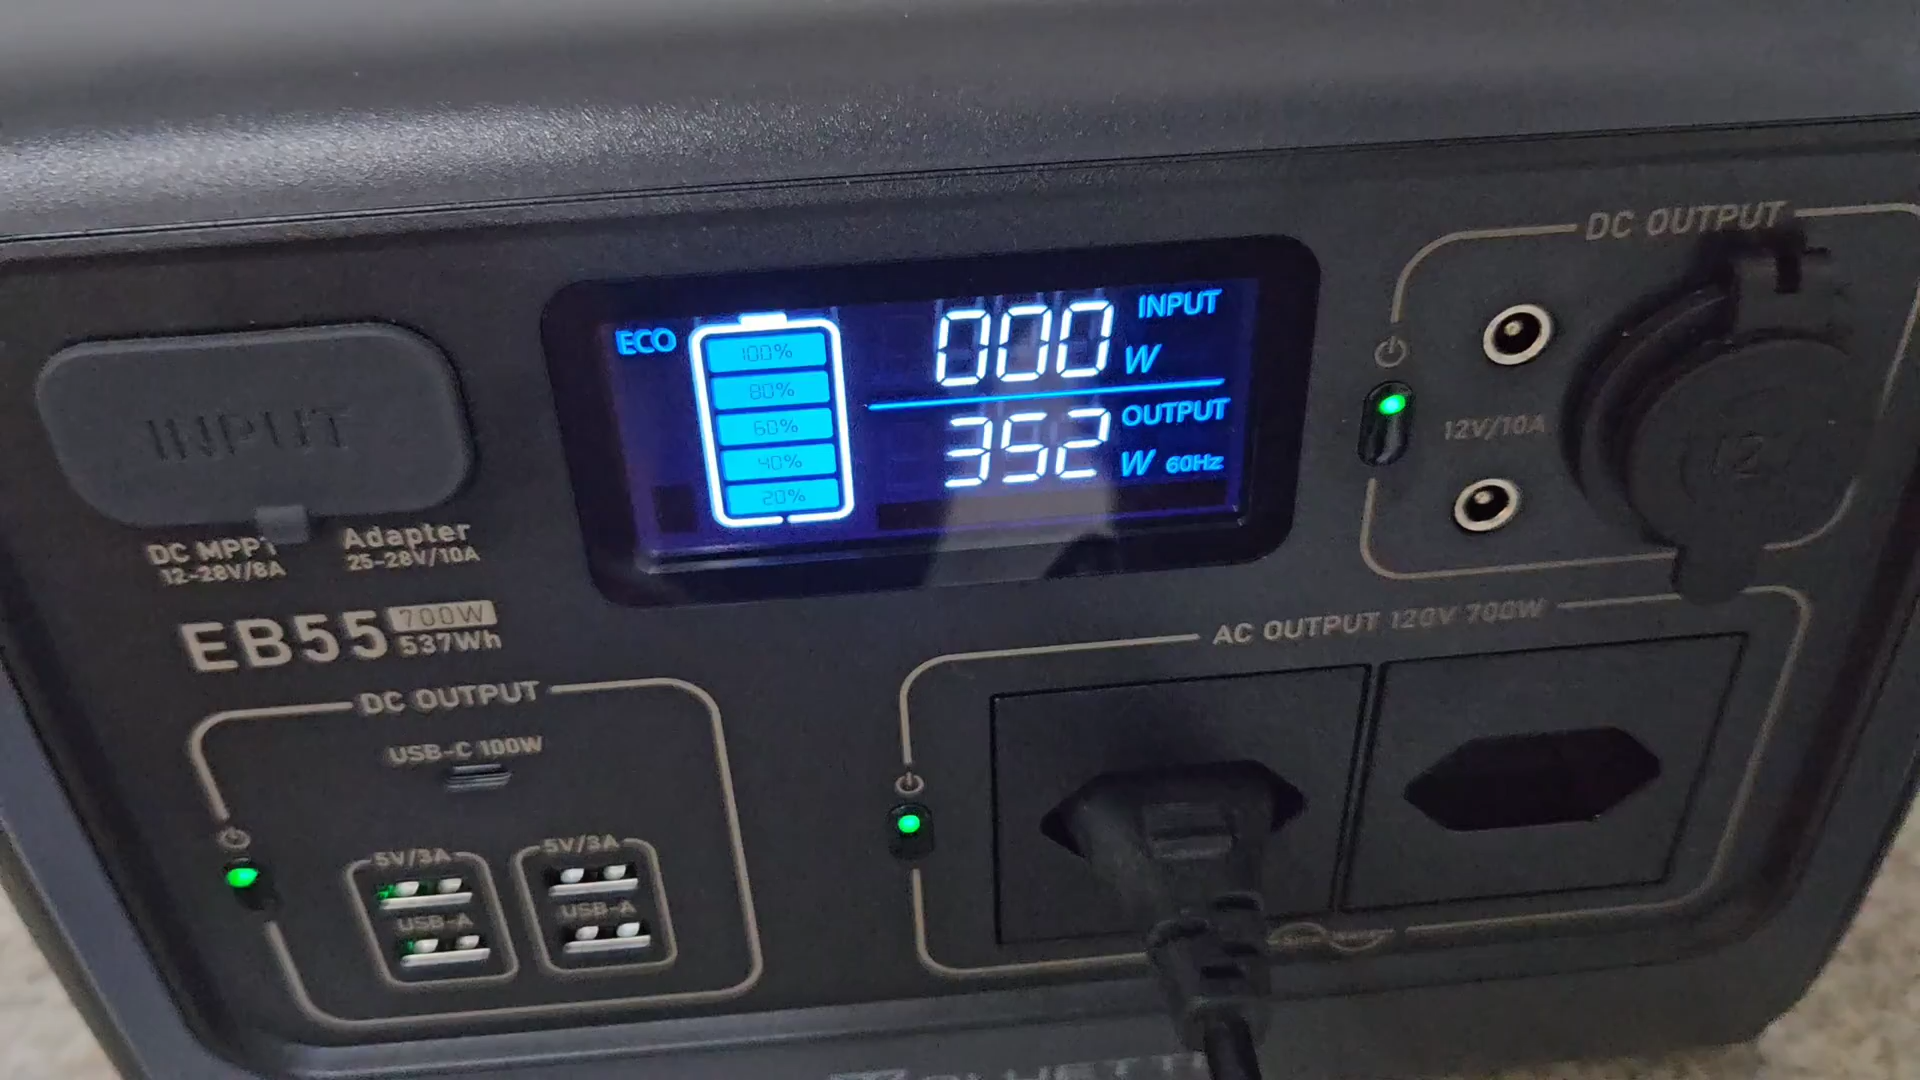 DC OUTPUT
INPUT
ECO
100%
80%
60%
40%
20%
000 W INPUT
352 W OUTPUT
60Hz
12V/10A
DC MPPT
12-28V/8A
Adapter
25-28V/10A
EB55 700W
537Wh
AC OUTPUT 120V 700W
DC OUTPUT
USB-C 100W
5V/3A
USB-A
5V/3A
USB-A